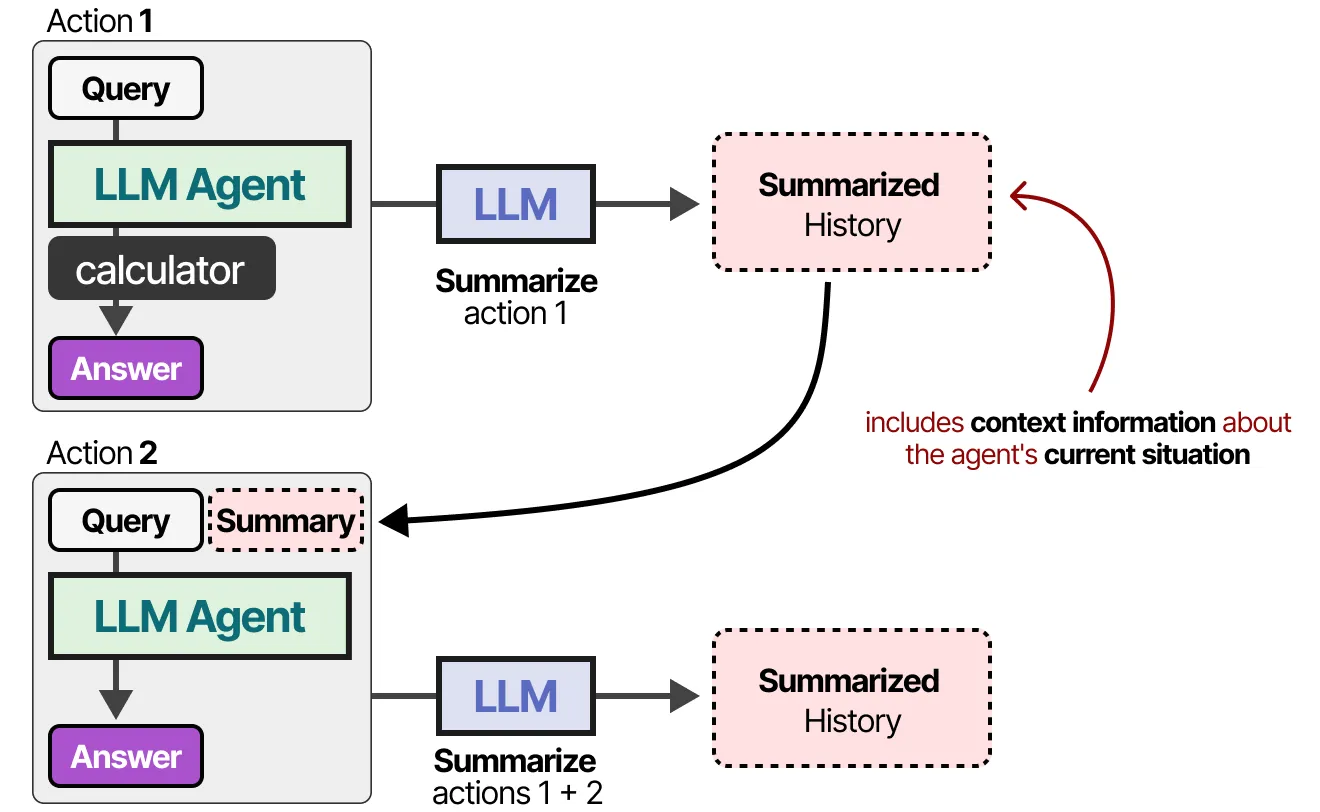 Action 1
Query
LLM Agent
calculator
Answer
LLM
Summarize
action 1
Summarized
History
includes context information about
the agent's current situation
Action 2
Query
Summary
LLM Agent
Answer
LLM
Summarize
actions 1 + 2
Summarized
History